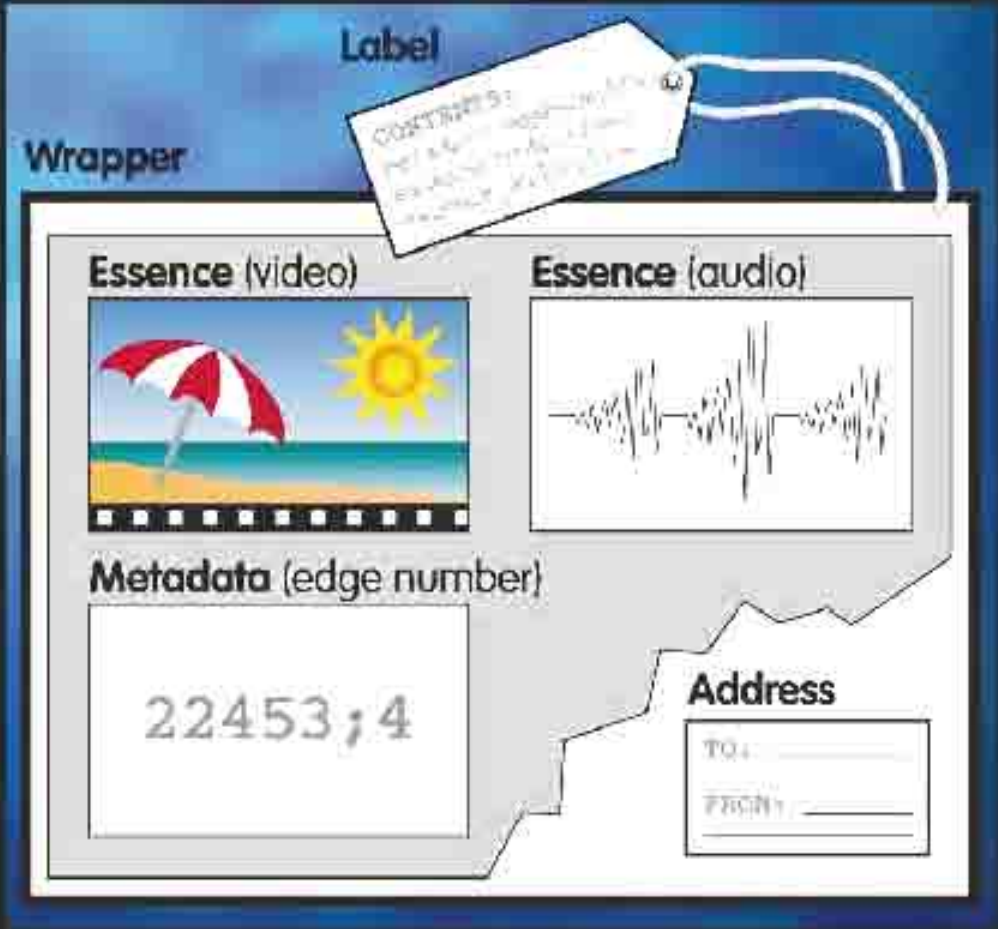 Label
CONTENTS:
Wrapper
Essence (video)
Essence (audio)
Metadata (edge number)
22453;4
Address
TO:
FROM: